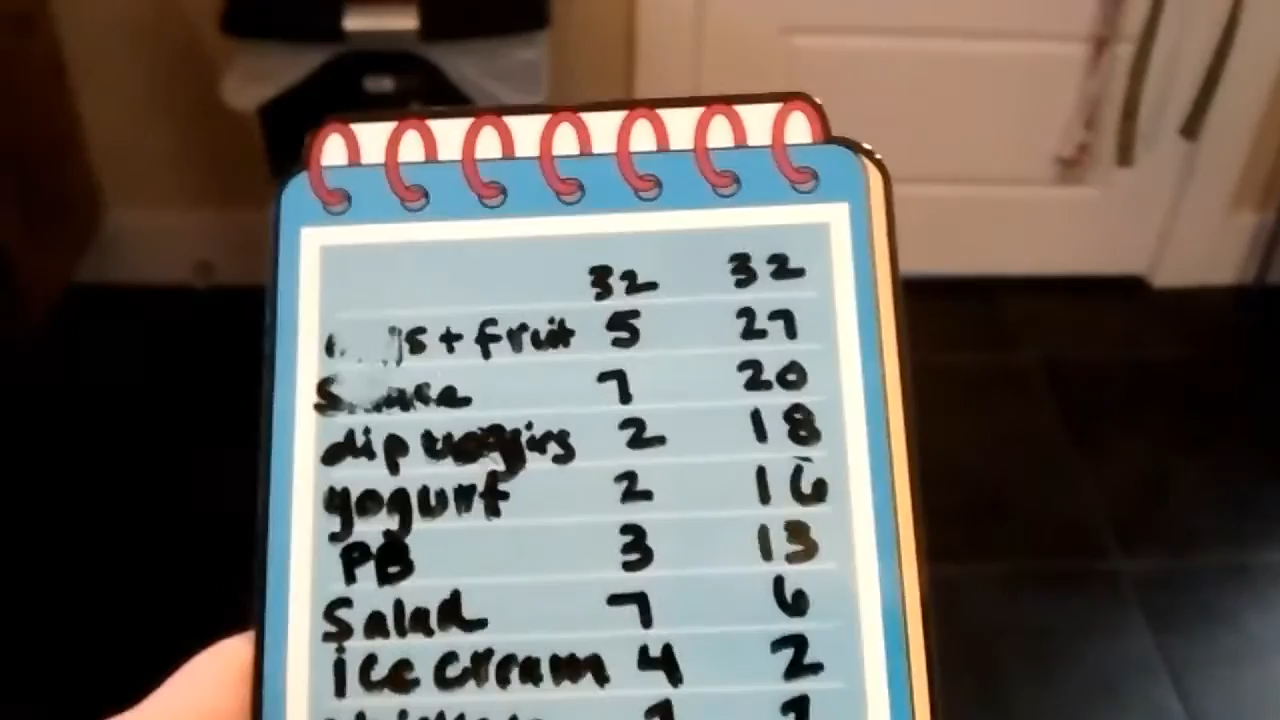 32 32
+ fruit 5 27
7 20
dip veggies 2 18
yogurt 2 16
PB 3 13
Salad 7 6
ice cream 4 2